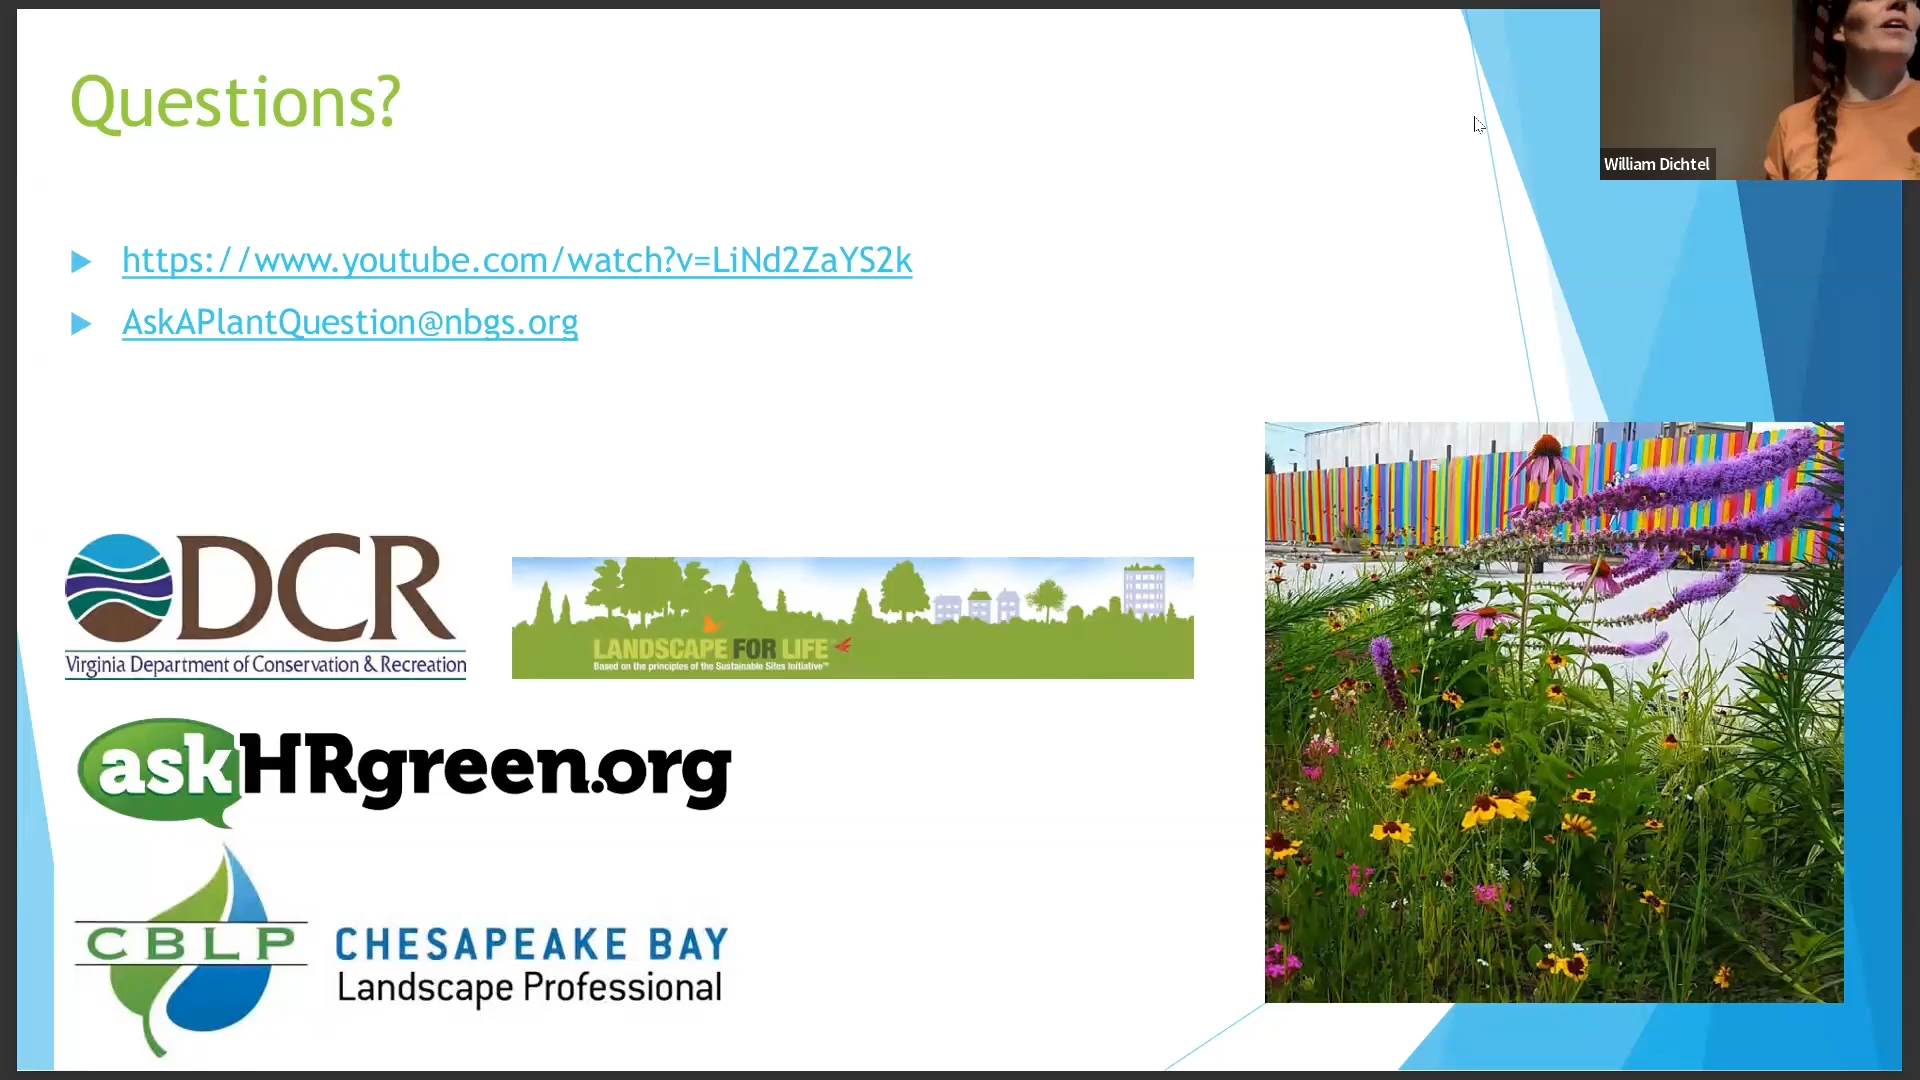 Questions?
William Dichtel
https://www.youtube.com/watch?v=LiNd2ZaYS2k
AskAPlantQuestion@nbgs.org
DCR
Virginia Department of Conservation & Recreation
LANDSCAPE FOR LIFE
Based on the principles of the Sustainable Sites Initiative™
askHRgreen.org
CBLP
CHESAPEAKE BAY
Landscape Professional